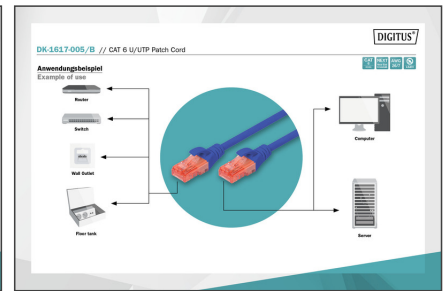 DIGITUS®
DK-1617-005/B // CAT 6 U/UTP Patch Cord
Anwendungsbeispiel
Example of use
Router
Switch
Wall Outlet
Floor tank
Computer
Server